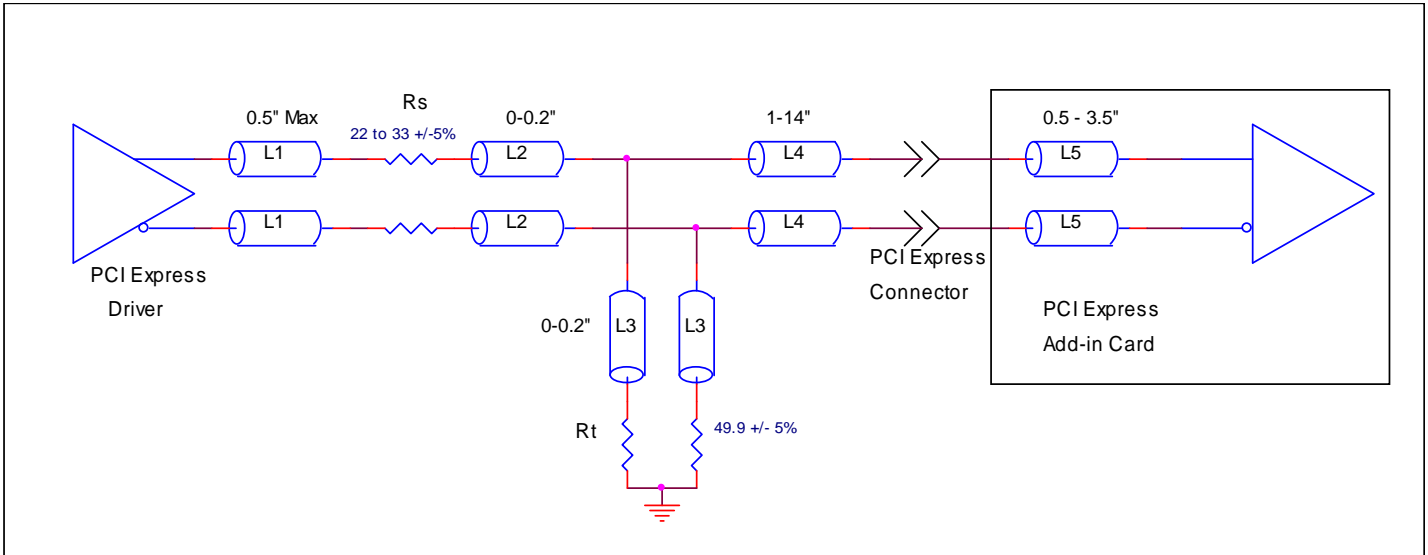 Rs
0.5" Max
22 to 33 +/-5%
0-0.2"
1-14"
0.5 - 3.5"
L1
L2
L4
L5
L1
L2
L4
L5
PCI Express
Driver
PCI Express
Connector
0-0.2"
L3
L3
PCI Express
Add-in Card
Rt
49.9 +/- 5%